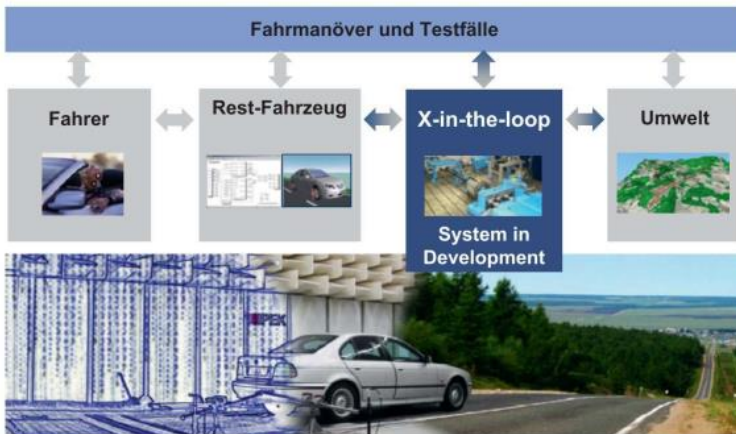 Fahrmanöver und Testfälle
Fahrer
Rest-Fahrzeug
X-in-the-loop
Umwelt
System in
Development